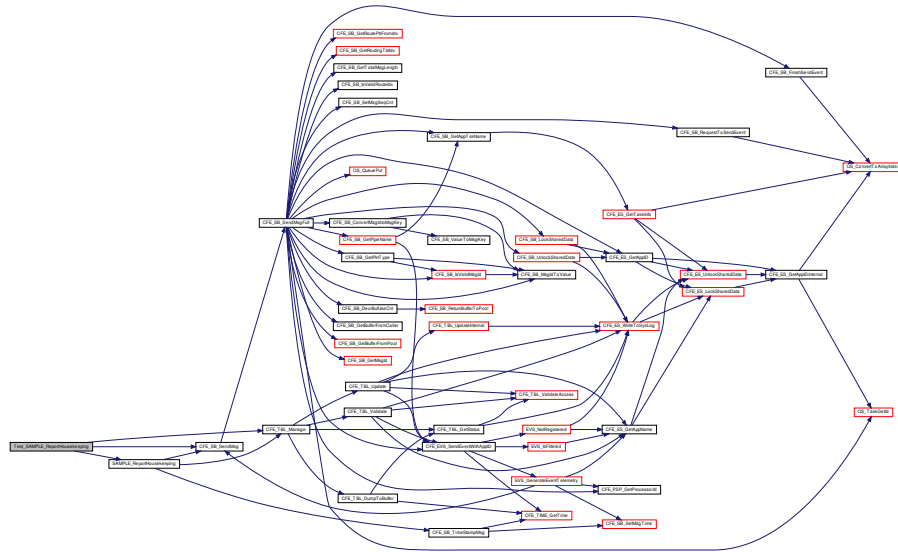 CFE_SB_GetRoutePtrFromIdx
CFE_SB_GetRoutingTblIdx
CFE_SB_GetTotalMsgLength
CFE_SB_IsValidRouteIdx
CFE_SB_SetMsgSeqCnt
CFE_SB_FinishSendEvent
CFE_SB_RequestToSendEvent
CFE_SB_GetAppTskName
OS_ConvertToArrayIndex
OS_QueuePut
CFE_ES_GetTaskInfo
CFE_SB_SendMsgFull
CFE_SB_ConvertMsgIdtoMsgKey
CFE_SB_GetPipeName
CFE_SB_ValueToMsgKey
CFE_SB_LockSharedData
CFE_SB_UnlockSharedData
CFE_ES_GetAppID
CFE_SB_GetPktType
CFE_SB_IsValidMsgId
CFE_SB_MsgIdToValue
CFE_ES_UnlockSharedData
CFE_ES_GetAppIDInternal
CFE_ES_LockSharedData
CFE_SB_DecrBufUseCnt
CFE_SB_ReturnBufferToPool
CFE_SB_GetBufferFromCaller
CFE_TBL_UpdateInternal
CFE_ES_WriteToSysLog
CFE_SB_GetBufferFromPool
CFE_SB_GetMsgId
CFE_TBL_Update
CFE_TBL_ValidateAccess
CFE_TBL_Validate
OS_TaskGetId
CFE_TBL_Manage
CFE_TBL_GetStatus
EVS_NotRegistered
CFE_ES_GetAppName
Test_SAMPLE_ReportHousekeeping
CFE_SB_SendMsg
CFE_EVS_SendEventWithAppID
EVS_IsFiltered
SAMPLE_ReportHousekeeping
EVS_GenerateEventTelemetry
CFE_PSP_GetProcessorId
CFE_TBL_DumpToBuffer
CFE_TIME_GetTime
CFE_SB_SetMsgTime
CFE_SB_TimeStampMsg